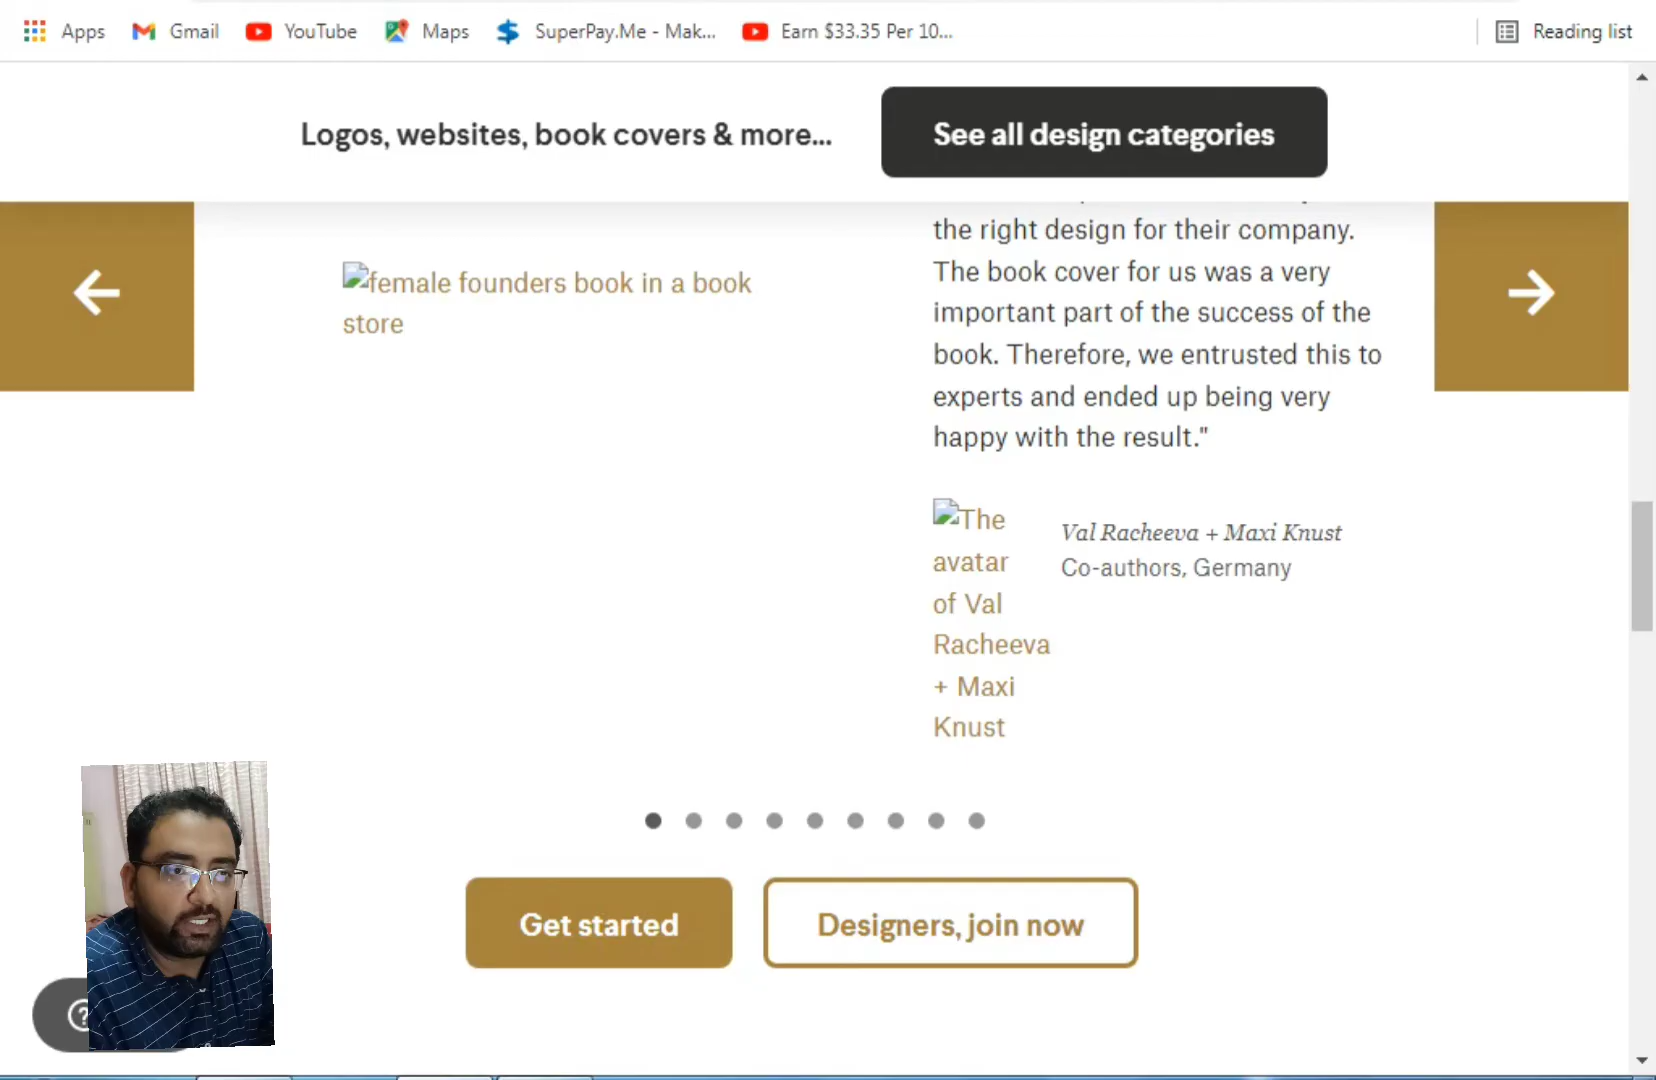 Apps Gmail YouTube Maps SuperPay.Me - Mak... Earn $33.35 Per 10... Reading list
Logos, websites, book covers & more... See all design categories
the right design for their company.
The book cover for us was a very
important part of the success of the
book. Therefore, we entrusted this to
experts and ended up being very
happy with the result."
female founders book in a book
store
The
avatar
of Val
Racheeva
+ Maxi
Knust
Val Racheeva + Maxi Knust
Co-authors, Germany
Get started Designers, join now
?